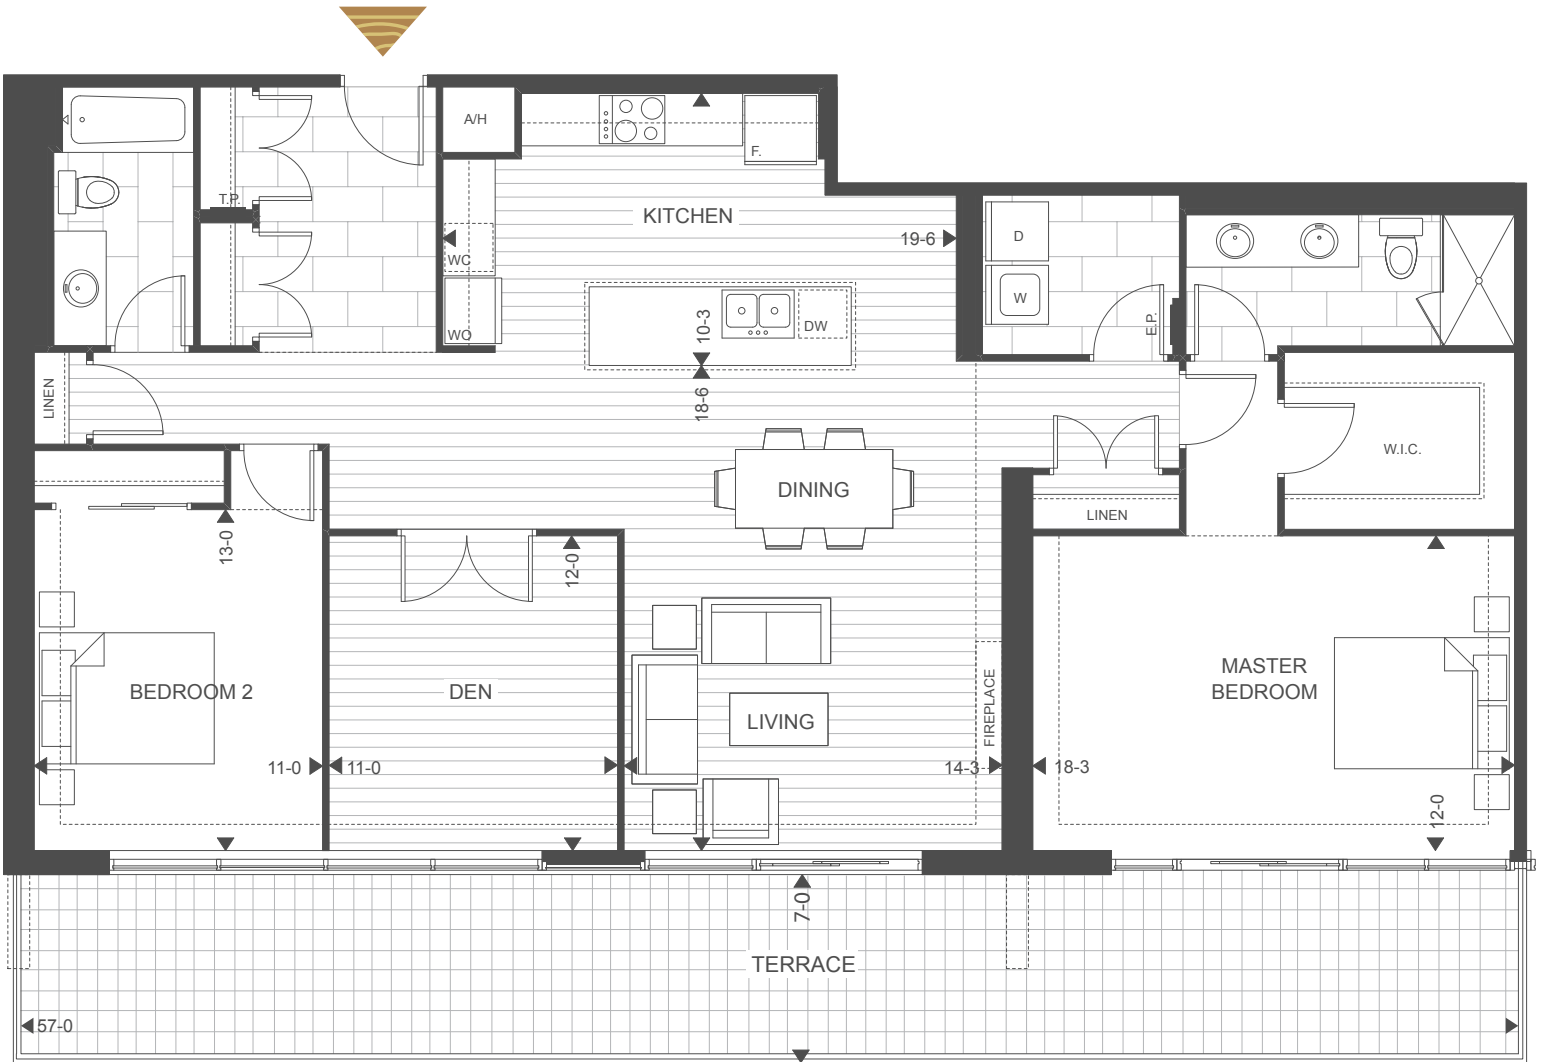 A/H
F.
T.P.
KITCHEN
19-6
WC
WO
D
W
E.P.
10-3
DW
18-6
LINEN
W.I.C.
DINING
LINEN
13-0
12-0
BEDROOM 2
DEN
LIVING
FIREPLACE
MASTER
BEDROOM
11-0
11-0
14-3
18-3
12-0
7-0
TERRACE
57-0